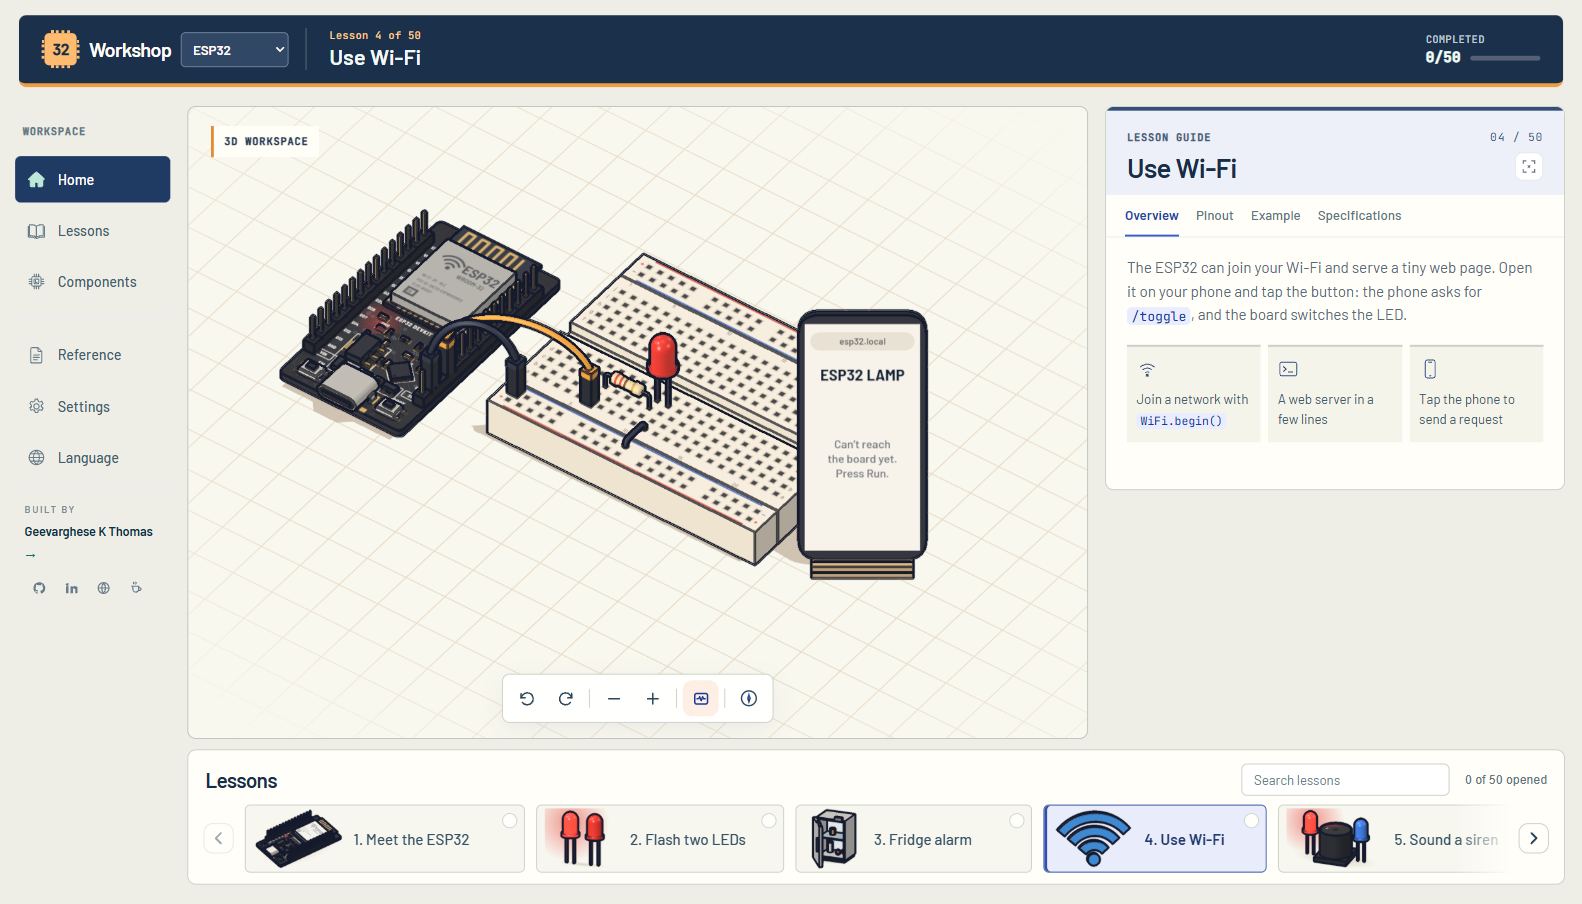 32 Workshop
ESP32
Lesson 4 of 50
Use Wi-Fi
COMPLETED
0/50
WORKSPACE
Home
Lessons
Components
Reference
Settings
Language
BUILT BY
Geevarghese K Thomas
→
3D WORKSPACE
ESP32
ESP32 DEVKIT
esp32.local
ESP32 LAMP
Can't reach
the board yet.
Press Run.
LESSON GUIDE
04 / 50
Use Wi-Fi
Overview
Pinout
Example
Specifications
The ESP32 can join your Wi-Fi and serve a tiny web page. Open
it on your phone and tap the button: the phone asks for
/toggle, and the board switches the LED.
Join a network with
WiFi.begin()
A web server in a
few lines
Tap the phone to
send a request
Lessons
Search lessons
0 of 50 opened
1. Meet the ESP32
2. Flash two LEDs
3. Fridge alarm
4. Use Wi-Fi
5. Sound a siren